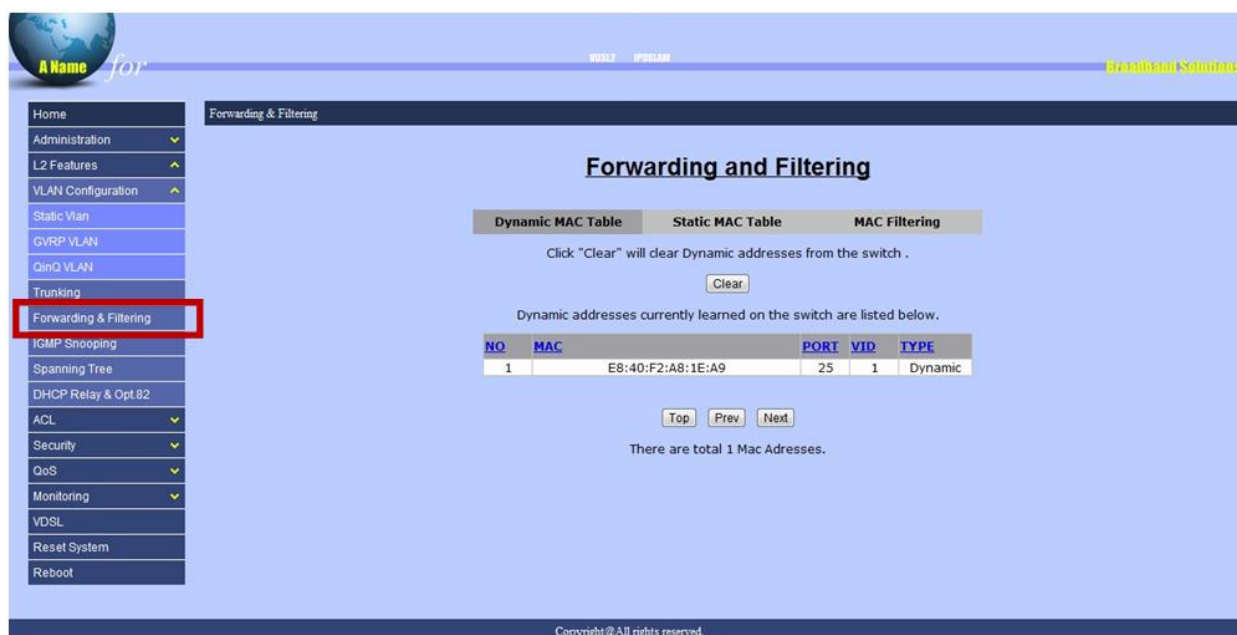 A Name for
VDSL2 IPDSLAM
Broadband Solutions
Home
Administration
L2 Features
VLAN Configuration
Static Vlan
GVRP VLAN
QinQ VLAN
Trunking
Forwarding & Filtering
IGMP Snooping
Spanning Tree
DHCP Relay & Opt.82
ACL
Security
QoS
Monitoring
VDSL
Reset System
Reboot
Forwarding & Filtering
Forwarding and Filtering
Dynamic MAC Table Static MAC Table MAC Filtering
Click "Clear" will clear Dynamic addresses from the switch .
Clear
Dynamic addresses currently learned on the switch are listed below.
NO MAC PORT VID TYPE
1 E8:40:F2:A8:1E:A9 25 1 Dynamic
Top Prev Next
There are total 1 Mac Adresses.
Copyright@All rights reserved.